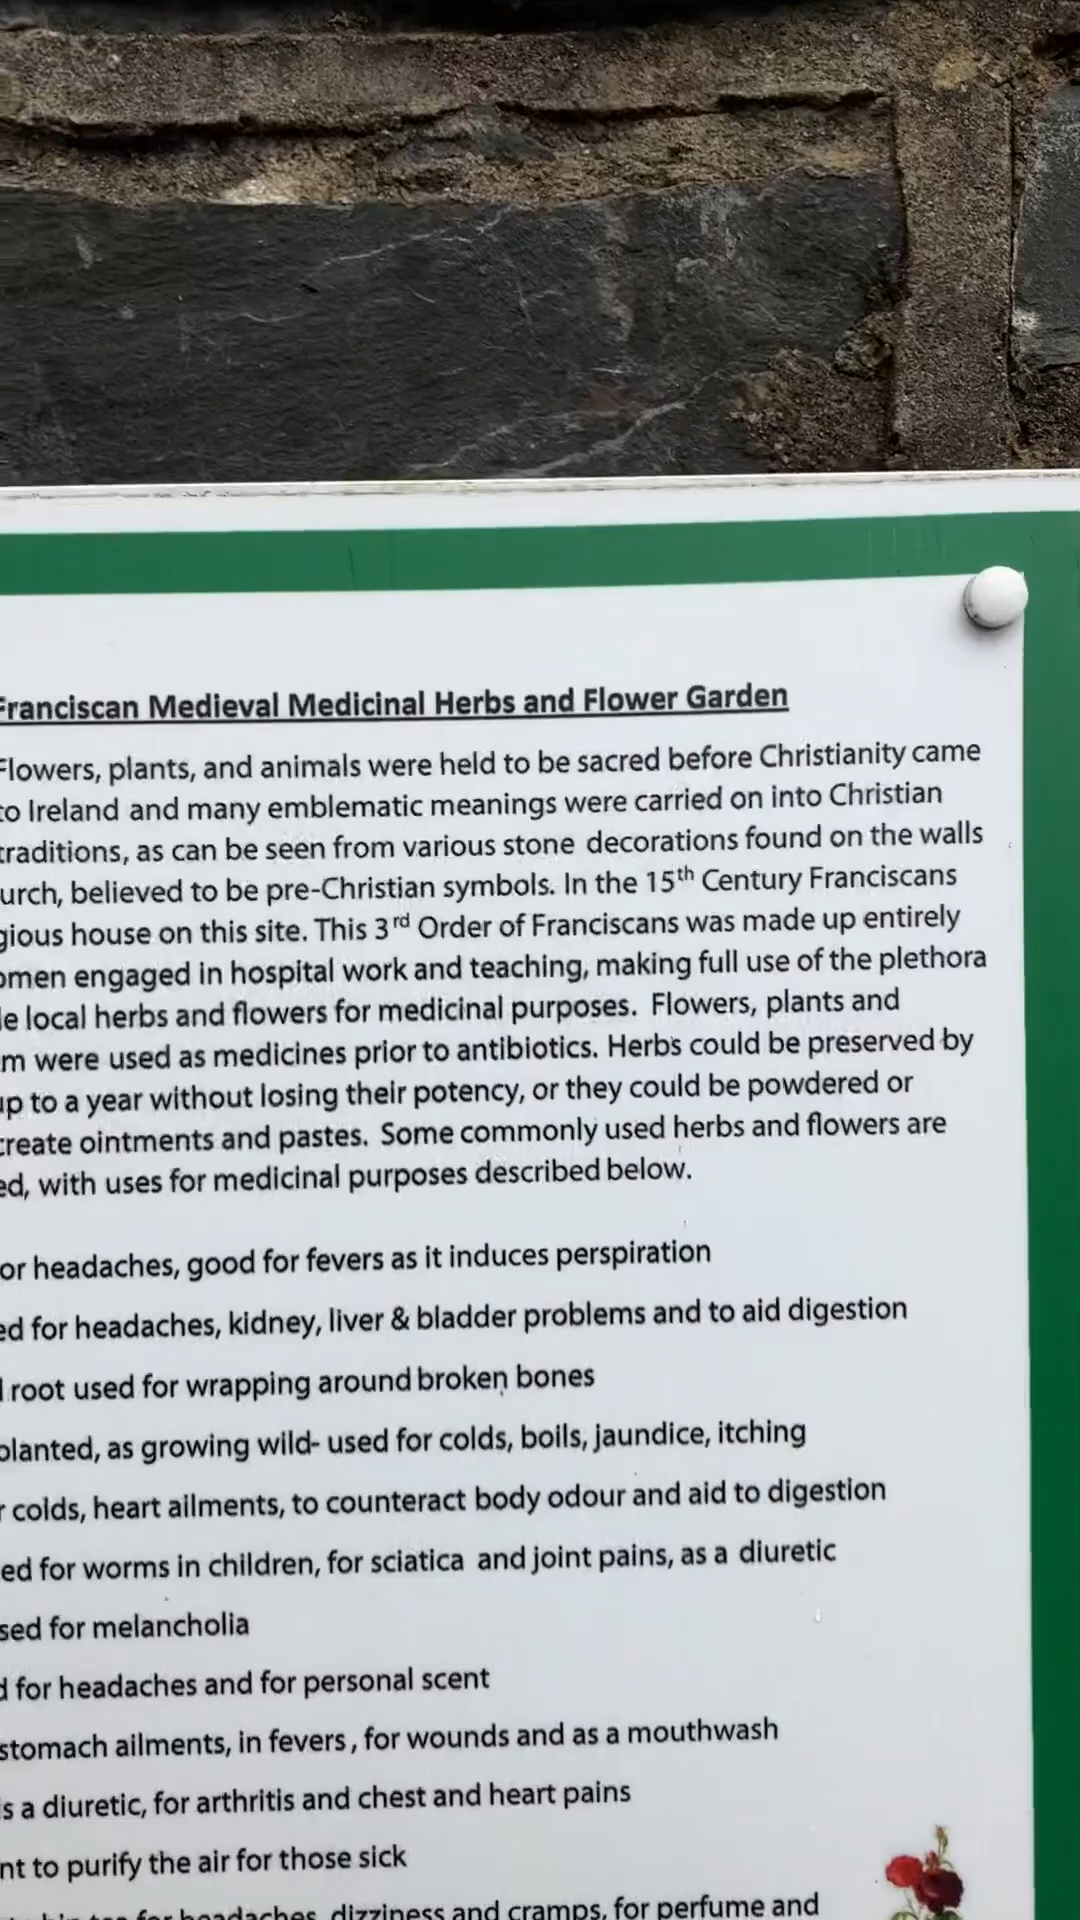 Franciscan Medieval Medicinal Herbs and Flower Garden
Flowers, plants, and animals were held to be sacred before Christianity came
to Ireland and many emblematic meanings were carried on into Christian
traditions, as can be seen from various stone decorations found on the walls
urch, believed to be pre-Christian symbols. In the 15th Century Franciscans
gious house on this site. This 3rd Order of Franciscans was made up entirely
omen engaged in hospital work and teaching, making full use of the plethora
le local herbs and flowers for medicinal purposes. Flowers, plants and
m were used as medicines prior to antibiotics. Herbs could be preserved by
up to a year without losing their potency, or they could be powdered or
create ointments and pastes. Some commonly used herbs and flowers are
ed, with uses for medicinal purposes described below.
or headaches, good for fevers as it induces perspiration
ed for headaches, kidney, liver & bladder problems and to aid digestion
root used for wrapping around broken bones
planted, as growing wild- used for colds, boils, jaundice, itching
r colds, heart ailments, to counteract body odour and aid to digestion
ed for worms in children, for sciatica and joint pains, as a diuretic
sed for melancholia
d for headaches and for personal scent
stomach ailments, in fevers, for wounds and as a mouthwash
is a diuretic, for arthritis and chest and heart pains
nt to purify the air for those sick
for headaches, dizziness and cramps, for perfume and